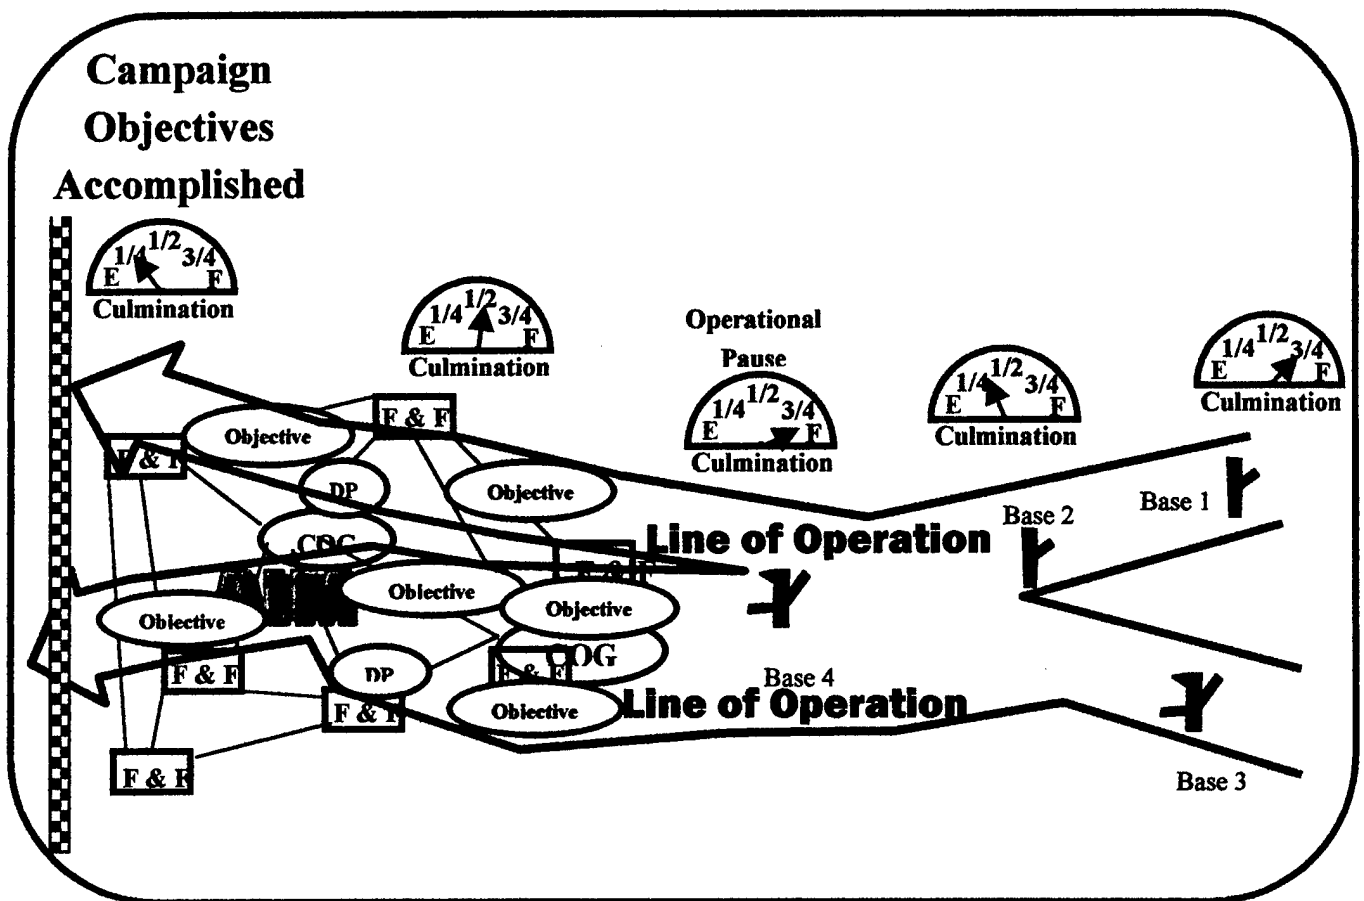 Campaign
Objectives
Accomplished
E 1/4 1/2 3/4 F
Culmination
E 1/4 1/2 3/4 F
Culmination
Operational
Pause
E 1/4 1/2 3/4 F
Culmination
E 1/4 1/2 3/4 F
Culmination
E 1/4 1/2 3/4 F
Culmination
F & F
Objective
F & F
DP
Objective
Base 1
Base 2
COG
Line of Operation
F & F
Objective
Objective
Objective
COG
F & F
DP
F & F
Base 4
F & F
Objective
Line of Operation
F & F
Base 3